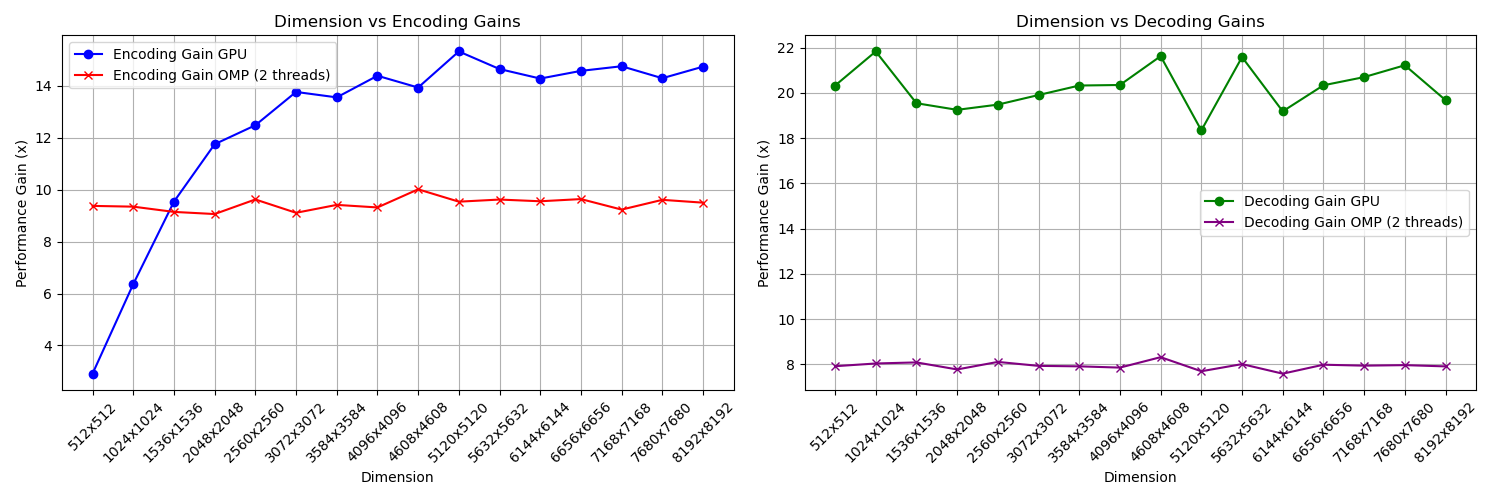 Dimension vs Encoding Gains
Encoding Gain GPU
Encoding Gain OMP (2 threads)
Performance Gain (x)
14
12
10
8
6
4
512x512
1024x1024
1536x1536
2048x2048
2560x2560
3072x3072
3584x3584
4096x4096
4608x4608
5120x5120
5632x5632
6144x6144
6656x6656
7168x7168
7680x7680
8192x8192
Dimension
Dimension vs Decoding Gains
Decoding Gain GPU
Decoding Gain OMP (2 threads)
Performance Gain (x)
22
20
18
16
14
12
10
8
512x512
1024x1024
1536x1536
2048x2048
2560x2560
3072x3072
3584x3584
4096x4096
4608x4608
5120x5120
5632x5632
6144x6144
6656x6656
7168x7168
7680x7680
8192x8192
Dimension